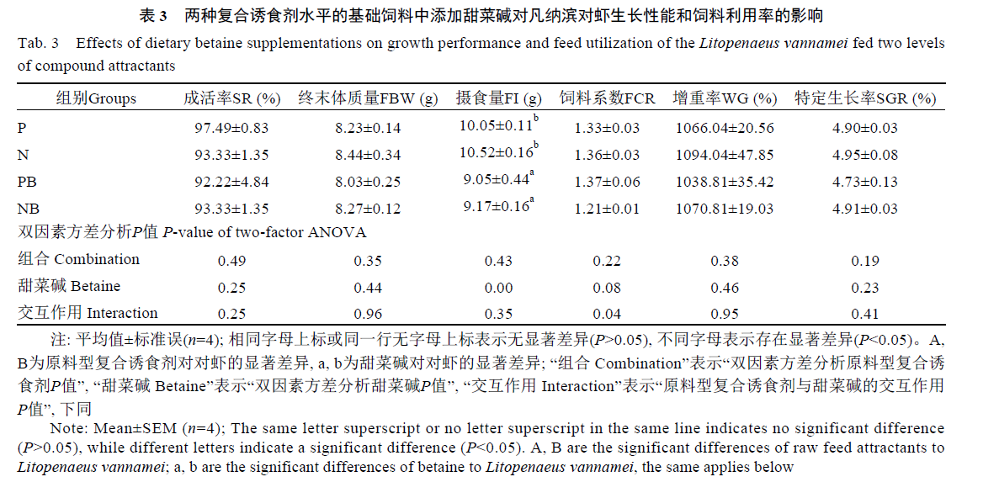 表 3 两种复合诱食剂水平的基础饲料中添加甜菜碱对凡纳滨对虾生长性能和饲料利用率的影响
Tab. 3 Effects of dietary betaine supplementations on growth performance and feed utilization of the Litopenaeus vannamei fed two levels
of compound attractants
组别Groups 成活率SR (%) 终末体质量FBW (g) 摄食量FI (g) 饲料系数FCR 增重率WG (%) 特定生长率SGR (%)
P 97.49±0.83 8.23±0.14 10.05±0.11b 1.33±0.03 1066.04±20.56 4.90±0.03
N 93.33±1.35 8.44±0.34 10.52±0.16b 1.36±0.03 1094.04±47.85 4.95±0.08
PB 92.22±4.84 8.03±0.25 9.05±0.44a 1.37±0.06 1038.81±35.42 4.73±0.13
NB 93.33±1.35 8.27±0.12 9.17±0.16a 1.21±0.01 1070.81±19.03 4.91±0.03
双因素方差分析P值 P-value of two-factor ANOVA
组合 Combination 0.49 0.35 0.43 0.22 0.38 0.19
甜菜碱 Betaine 0.25 0.44 0.00 0.08 0.46 0.23
交互作用 Interaction 0.25 0.96 0.35 0.04 0.95 0.41
注: 平均值±标准误(n=4); 相同字母上标或同一行无字母上标表示无显著差异(P>0.05), 不同字母表示存在显著差异(P<0.05)。A,
B为原料型复合诱食剂对对虾的显著差异, a, b为甜菜碱对对虾的显著差异; “组合 Combination”表示“双因素方差分析原料型复合诱
食剂P值”, “甜菜碱 Betaine”表示“双因素方差分析甜菜碱P值”, “交互作用 Interaction”表示“原料型复合诱食剂与甜菜碱的交互作用
P值”, 下同
Note: Mean±SEM (n=4); The same letter superscript or no letter superscript in the same line indicates no significant difference
(P>0.05), while different letters indicate a significant difference (P<0.05). A, B are the significant differences of raw feed attractants to
Litopenaeus vannamei; a, b are the significant differences of betaine to Litopenaeus vannamei, the same applies below